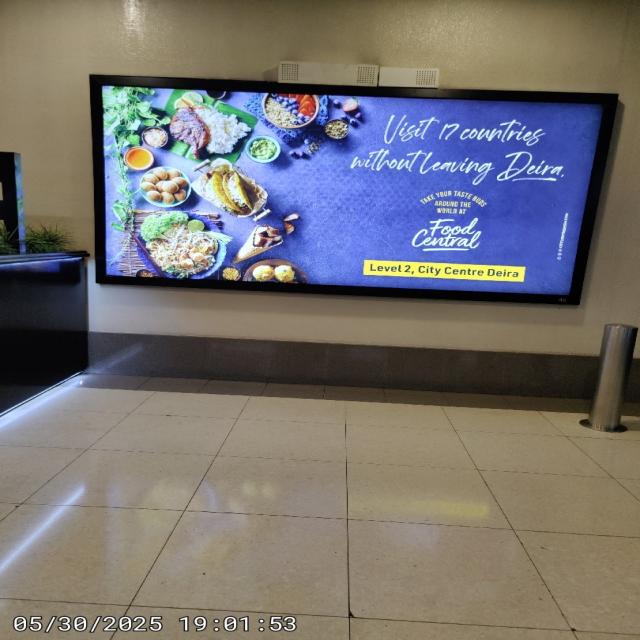 Visit 17 countries
without leaving Deira.
TAKE YOUR TASTE BUDS
AROUND THE
WORLD AT
Food
Central
Level 2, City Centre Deira
05/30/2025 19:01:53